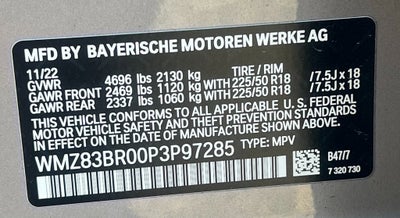 MFD BY BAYERISCHE MOTOREN WERKE AG
11/22
GVWR 4696 lbs 2130 kg TIRE / RIM
GAWR FRONT 2469 lbs 1120 kg WITH 225/50 R18 /7.5J x 18
GAWR REAR 2337 lbs 1060 kg WITH 225/50 R18 /7.5J x 18
THIS VEHICLE CONFORMS TO ALL APPLICABLE U.S. FEDERAL
MOTOR VEHICLE SAFETY STANDARDS IN EFFECT ON THE
DATE OF MANUFACTURE SHOWN ABOVE.
WMZ83BR00P3P97285 TYPE: MPV
B47/7
7 320 730